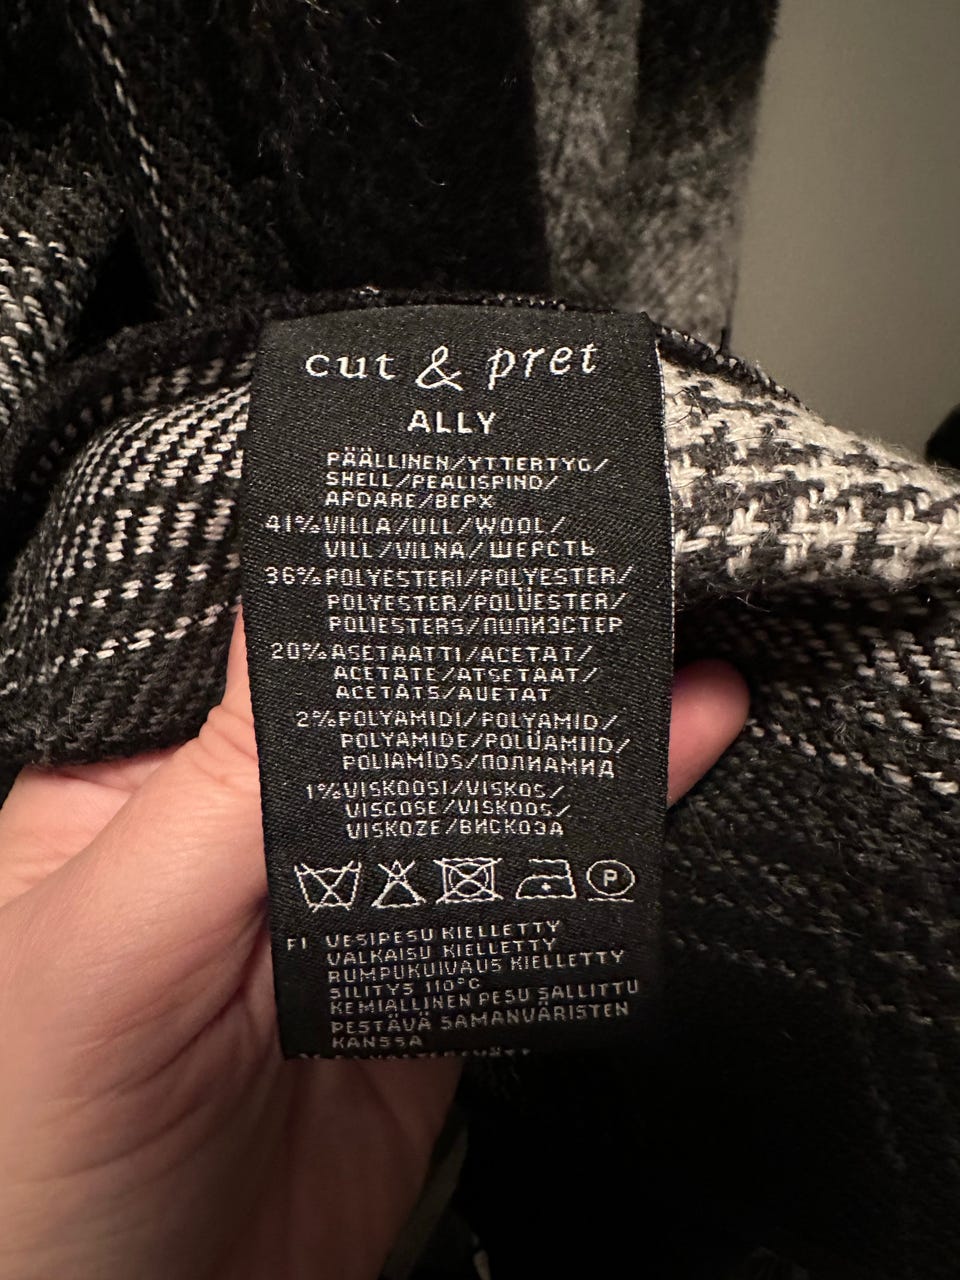 cut & pret
ALLY
PÄÄLLINEN/YTTERTYG/
SHELL/PEALISPIND/
APDARE/ВЕРХ
41% VILLA/ULL/WOOL/
VILL/VILNA/ШЕРСТЬ
36% POLYESTERI/POLYESTER/
POLYESTER/POLÜESTER/
POLIESTERS/ПОЛИЭСТЕР
20% ASETAATTI/ACETAT/
ACETATE/ATSETAAT/
ACETĀTS/AЦETAT
2% POLYAMIDI/POLYAMID/
POLYAMIDE/POLÜAMIID/
POLIAMĪDS/ПОЛИАМИД
1% VISKOOSI/VISKOS/
VISCOSE/VISKOOS/
VISKOZE/ВИСКОЗА
P
FI VESIPESU KIELLETTY
VALKAISU KIELLETTY
RUMPUKUIVAUS KIELLETTY
SILITYS 110°C
KEMIALLINEN PESU SALLITTU
PESTÄVÄ SAMANVÄRISTEN
KANSSA